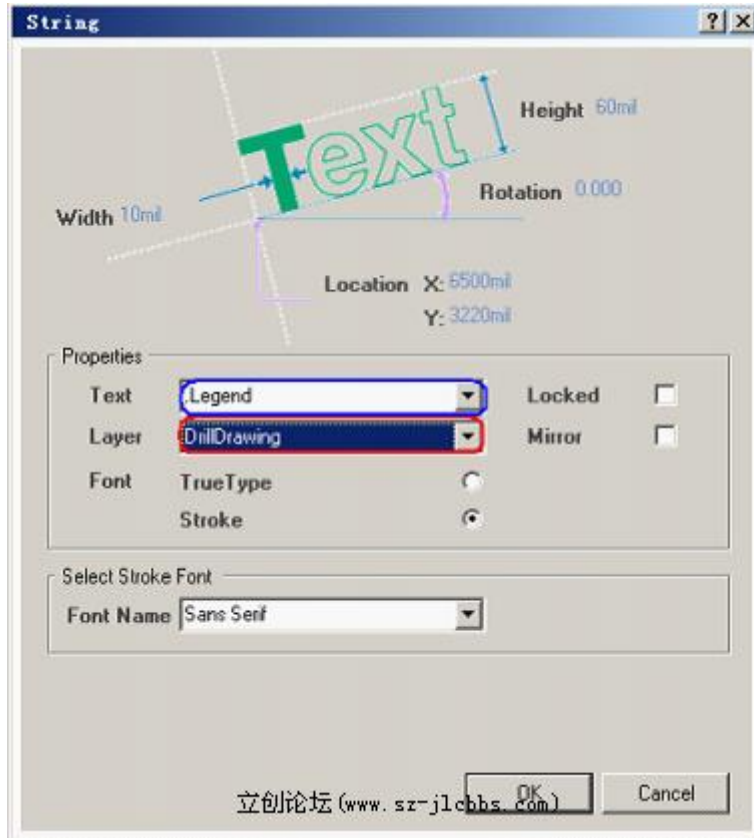 String
Text
Height 60mil
Rotation 0.000
Width 10mil
Location X: 6500mil
Y: 3220mil
Properties
Text .Legend Locked
Layer DrillDrawing Mirror
Font TrueType
Stroke
Select Stroke Font
Font Name Sans Serif
OK Cancel
立创论坛(www.sz-jlcbbs.com)